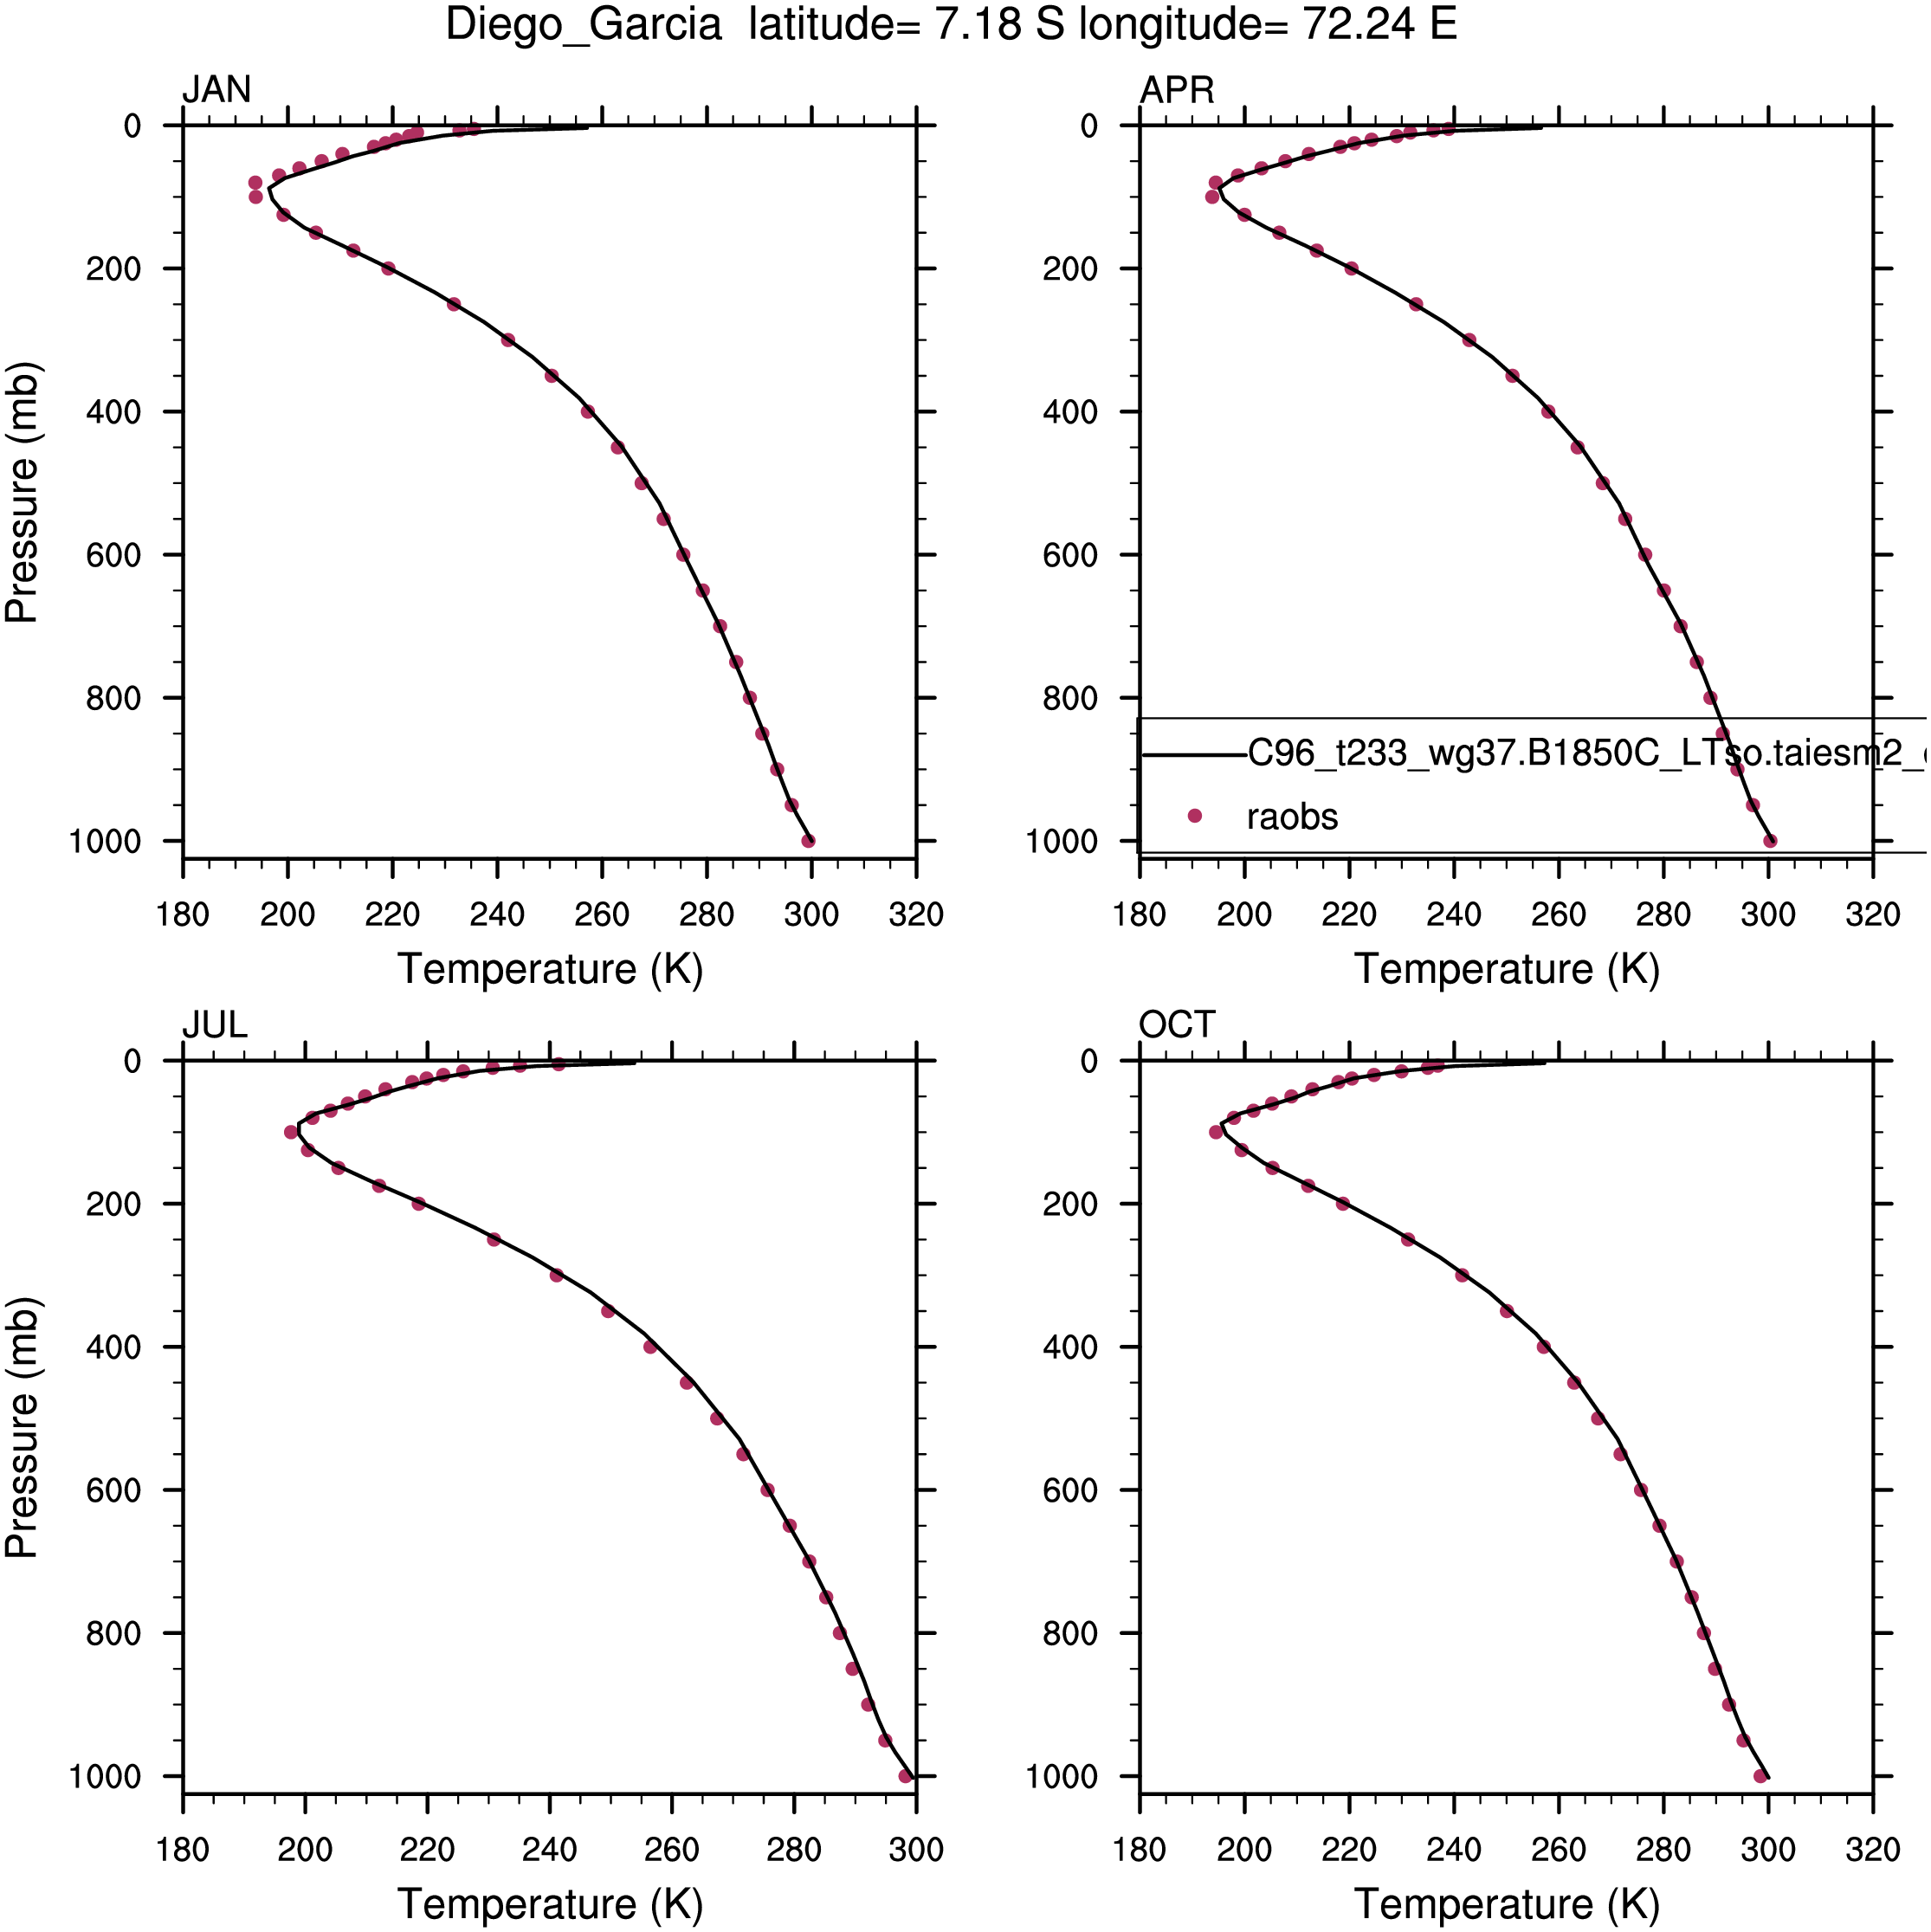 Diego_Garcia latitude= 7.18 S longitude= 72.24 E
JAN
0
200
400
600
800
1000
Pressure (mb)
180 200 220 240 260 280 300 320
Temperature (K)
APR
0
200
400
600
800
1000
C96_t233_wg37.B1850C_LTso.taiesm2_
raobs
180 200 220 240 260 280 300 320
Temperature (K)
JUL
0
200
400
600
800
1000
Pressure (mb)
180 200 220 240 260 280 300
Temperature (K)
OCT
0
200
400
600
800
1000
180 200 220 240 260 280 300 320
Temperature (K)